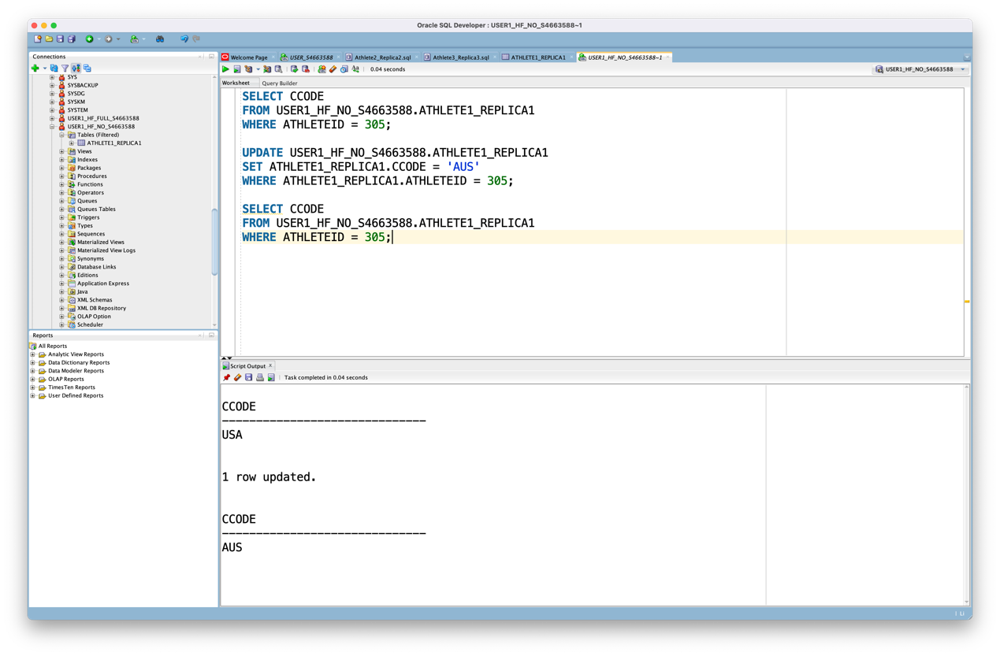 Oracle SQL Developer : USER1_HF_NO_S4663588~1
Connections
SYS
SYSBACKUP
SYSDG
SYSKM
SYSTEM
USER1_HF_FULL_S4663588
USER1_HF_NO_S4663588
Tables (Filtered)
ATHLETE1_REPLICA1
Views
Indexes
Packages
Procedures
Functions
Operators
Queues
Queues Tables
Triggers
Types
Sequences
Materialized Views
Materialized View Logs
Synonyms
Database Links
Editions
Application Express
Java
XML Schemas
XML DB Repository
OLAP Option
Scheduler
Reports
All Reports
Analytic View Reports
Data Dictionary Reports
Data Modeler Reports
OLAP Reports
TimesTen Reports
User Defined Reports
Welcome Page USER_S4663588 Athlete2_Replica2.sql Athlete3_Replica3.sql ATHLETE1_REPLICA1 USER1_HF_NO_S4663588~1
0.04 seconds USER1_HF_NO_S4663588
Worksheet Query Builder
SELECT CCODE
FROM USER1_HF_NO_S4663588.ATHLETE1_REPLICA1
WHERE ATHLETEID = 305;
UPDATE USER1_HF_NO_S4663588.ATHLETE1_REPLICA1
SET ATHLETE1_REPLICA1.CCODE = 'AUS'
WHERE ATHLETE1_REPLICA1.ATHLETEID = 305;
SELECT CCODE
FROM USER1_HF_NO_S4663588.ATHLETE1_REPLICA1
WHERE ATHLETEID = 305;
Script Output x
Task completed in 0.04 seconds
CCODE
------------------------------
USA
1 row updated.
CCODE
------------------------------
AUS
Li